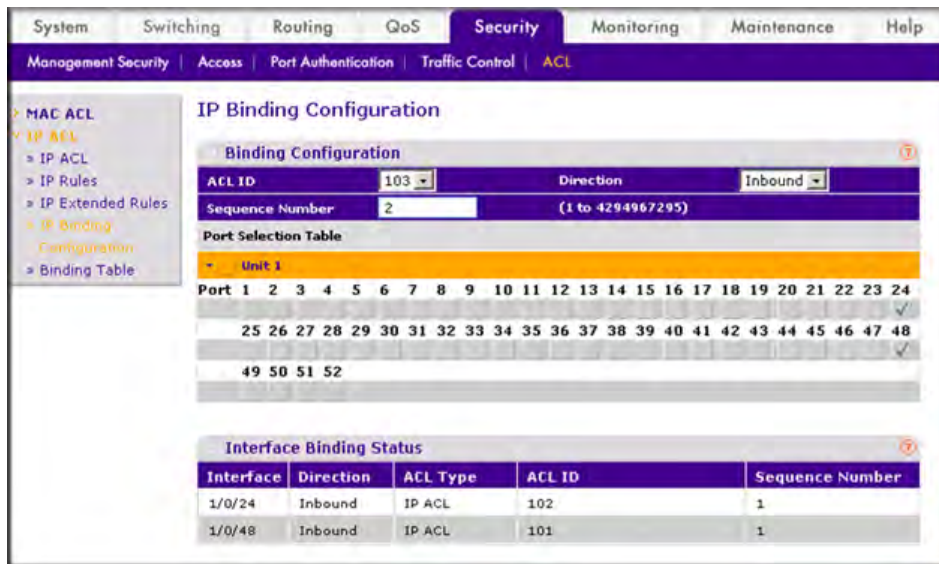 System Switching Routing QoS Security Monitoring Maintenance Help
Management Security | Access | Port Authentication | Traffic Control | ACL
MAC ACL
IP ACL
» IP ACL
» IP Rules
» IP Extended Rules
» IP Binding
Configuration
» Binding Table
IP Binding Configuration
Binding Configuration
ACL ID 103 Direction Inbound
Sequence Number 2 (1 to 4294967295)
Port Selection Table
Unit 1
Port 1 2 3 4 5 6 7 8 9 10 11 12 13 14 15 16 17 18 19 20 21 22 23 24
25 26 27 28 29 30 31 32 33 34 35 36 37 38 39 40 41 42 43 44 45 46 47 48
49 50 51 52
Interface Binding Status
Interface Direction ACL Type ACL ID Sequence Number
1/0/24 Inbound IP ACL 102 1
1/0/48 Inbound IP ACL 101 1